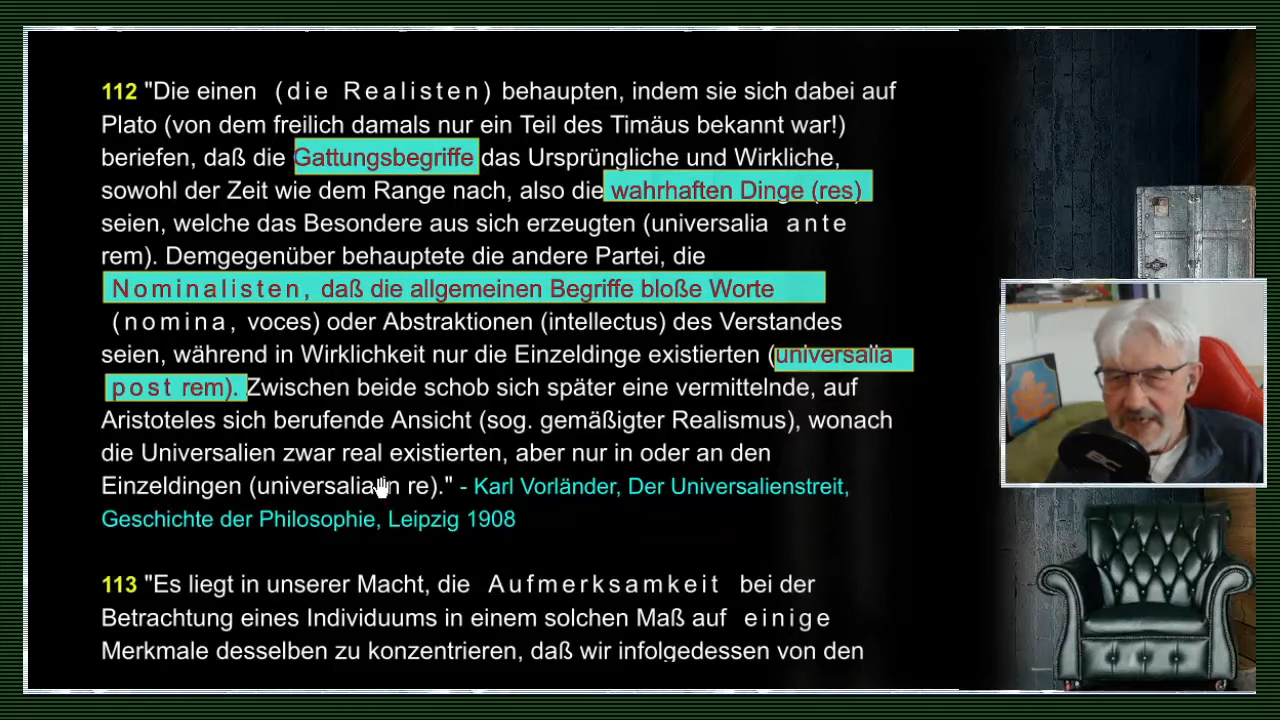 112 "Die einen (die Realisten) behaupten, indem sie sich dabei auf
Plato (von dem freilich damals nur ein Teil des Timäus bekannt war!)
beriefen, daß die Gattungsbegriffe das Ursprüngliche und Wirkliche,
sowohl der Zeit wie dem Range nach, also die wahrhaften Dinge (res)
seien, welche das Besondere aus sich erzeugten (universalia ante
rem). Demgegenüber behauptete die andere Partei, die
Nominalisten, daß die allgemeinen Begriffe bloße Worte
(nomina, voces) oder Abstraktionen (intellectus) des Verstandes
seien, während in Wirklichkeit nur die Einzeldinge existierten (universalia
post rem). Zwischen beide schob sich später eine vermittelnde, auf
Aristoteles sich berufende Ansicht (sog. gemäßigter Realismus), wonach
die Universalien zwar real existierten, aber nur in oder an den
Einzeldingen (universalia in re)." - Karl Vorländer, Der Universalienstreit,
Geschichte der Philosophie, Leipzig 1908
113 "Es liegt in unserer Macht, die Aufmerksamkeit bei der
Betrachtung eines Individuums in einem solchen Maß auf einige
Merkmale desselben zu konzentrieren, daß wir infolgedessen von den